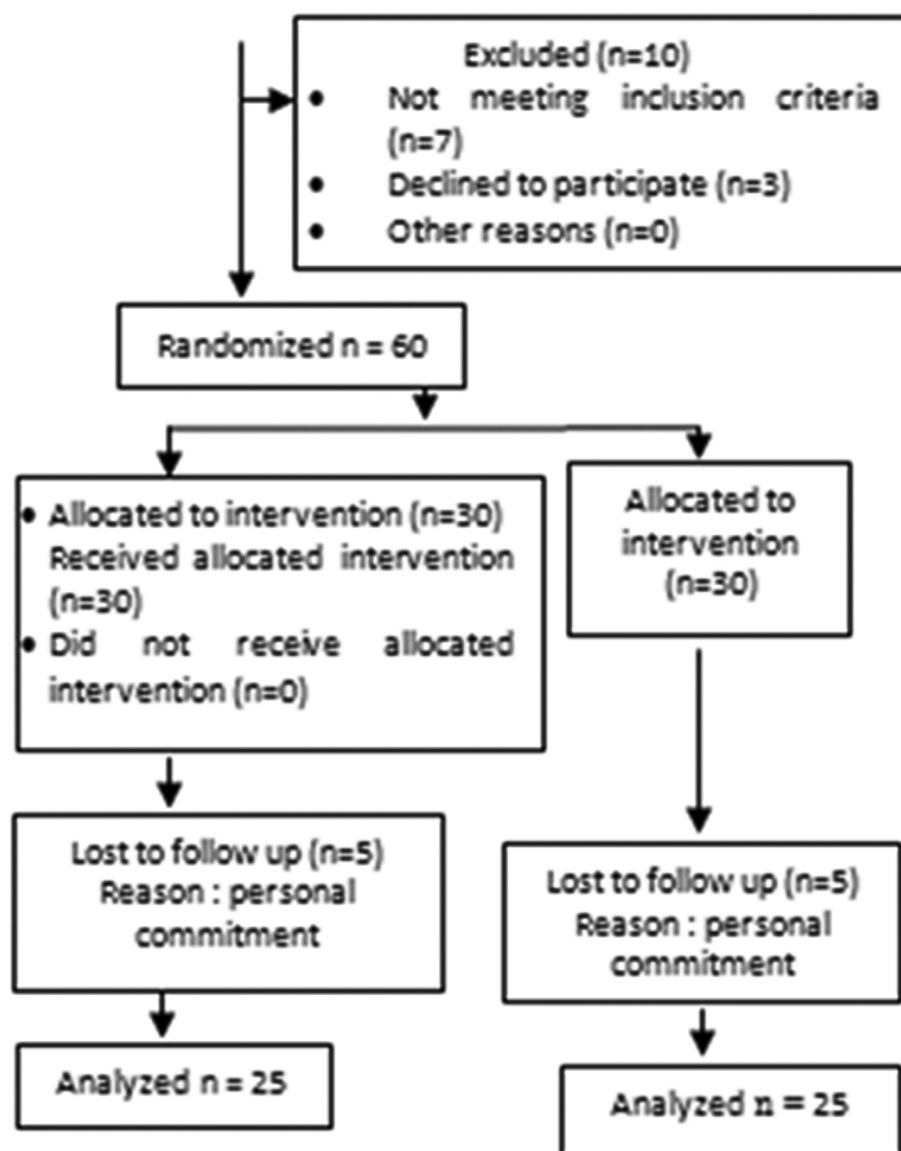 Excluded (n=10)
• Not meeting inclusion criteria
(n=7)
• Declined to participate (n=3)
• Other reasons (n=0)
Randomized n = 60
• Allocated to intervention (n=30)
Received allocated intervention
(n=30)
• Did not receive allocated
intervention (n=0)
Allocated to
intervention
(n=30)
Lost to follow up (n=5)
Reason : personal
commitment
Lost to follow up (n=5)
Reason : personal
commitment
Analyzed n = 25
Analyzed n = 25